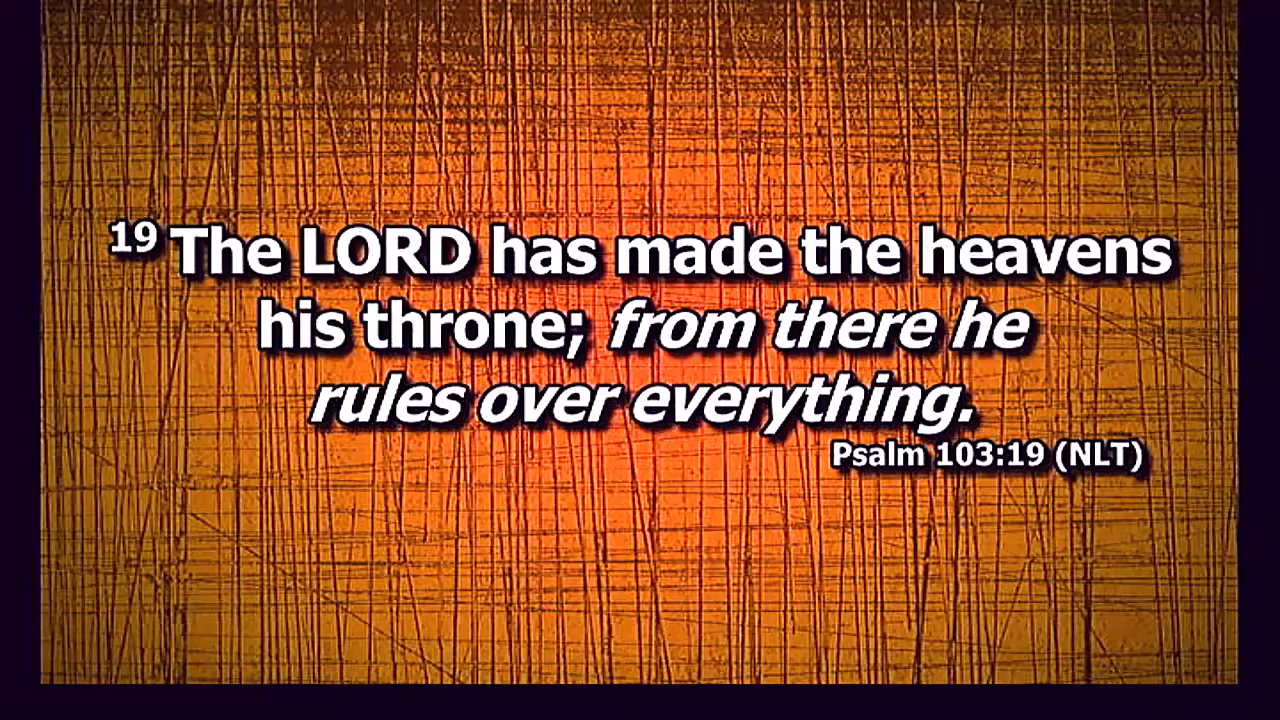 19 The LORD has made the heavens
his throne; from there he
rules over everything.
Psalm 103:19 (NLT)